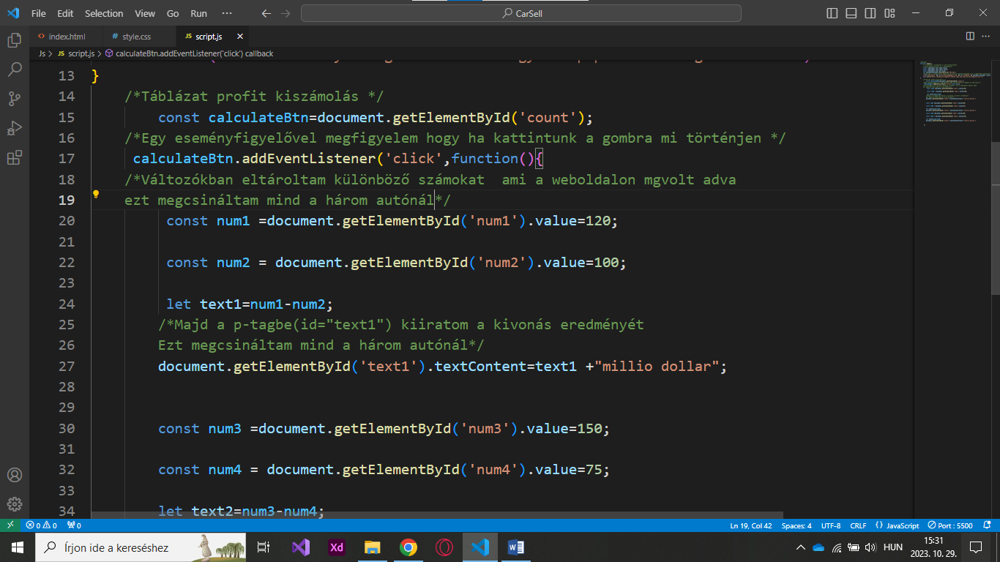 File Edit Selection View Go Run ··· CarSell
index.html style.css JS script.js
Js > JS script.js > calculateBtn.addEventListener('click') callback
13 }
14 /*Táblázat profit kiszámolás */
15 const calculateBtn=document.getElementById('count');
16 /*Egy eseményfigyelővel megfigyelem hogy ha kattintunk a gombra mi történjen */
17 calculateBtn.addEventListener('click',function(){
18 /*Változókban eltároltam különböző számokat  ami a weboldalon mgvolt adva
19 ezt megcsináltam mind a három autónál*/
20 const num1 =document.getElementById('num1').value=120;
21
22 const num2 = document.getElementById('num2').value=100;
23
24 let text1=num1-num2;
25 /*Majd a p-tagbe(id="text1") kiiratom a kivonás eredményét
26 Ezt megcsináltam mind a három autónál*/
27 document.getElementById('text1').textContent=text1 +"millio dollar";
28
29
30 const num3 =document.getElementById('num3').value=150;
31
32 const num4 = document.getElementById('num4').value=75;
33
34 let text2=num3-num4;
0 0 0 Ln 19, Col 42 Spaces: 4 UTF-8 CRLF {} JavaScript Port : 5500
Írjon ide a kereséshez Xd HUN 15:31
2023. 10. 29.